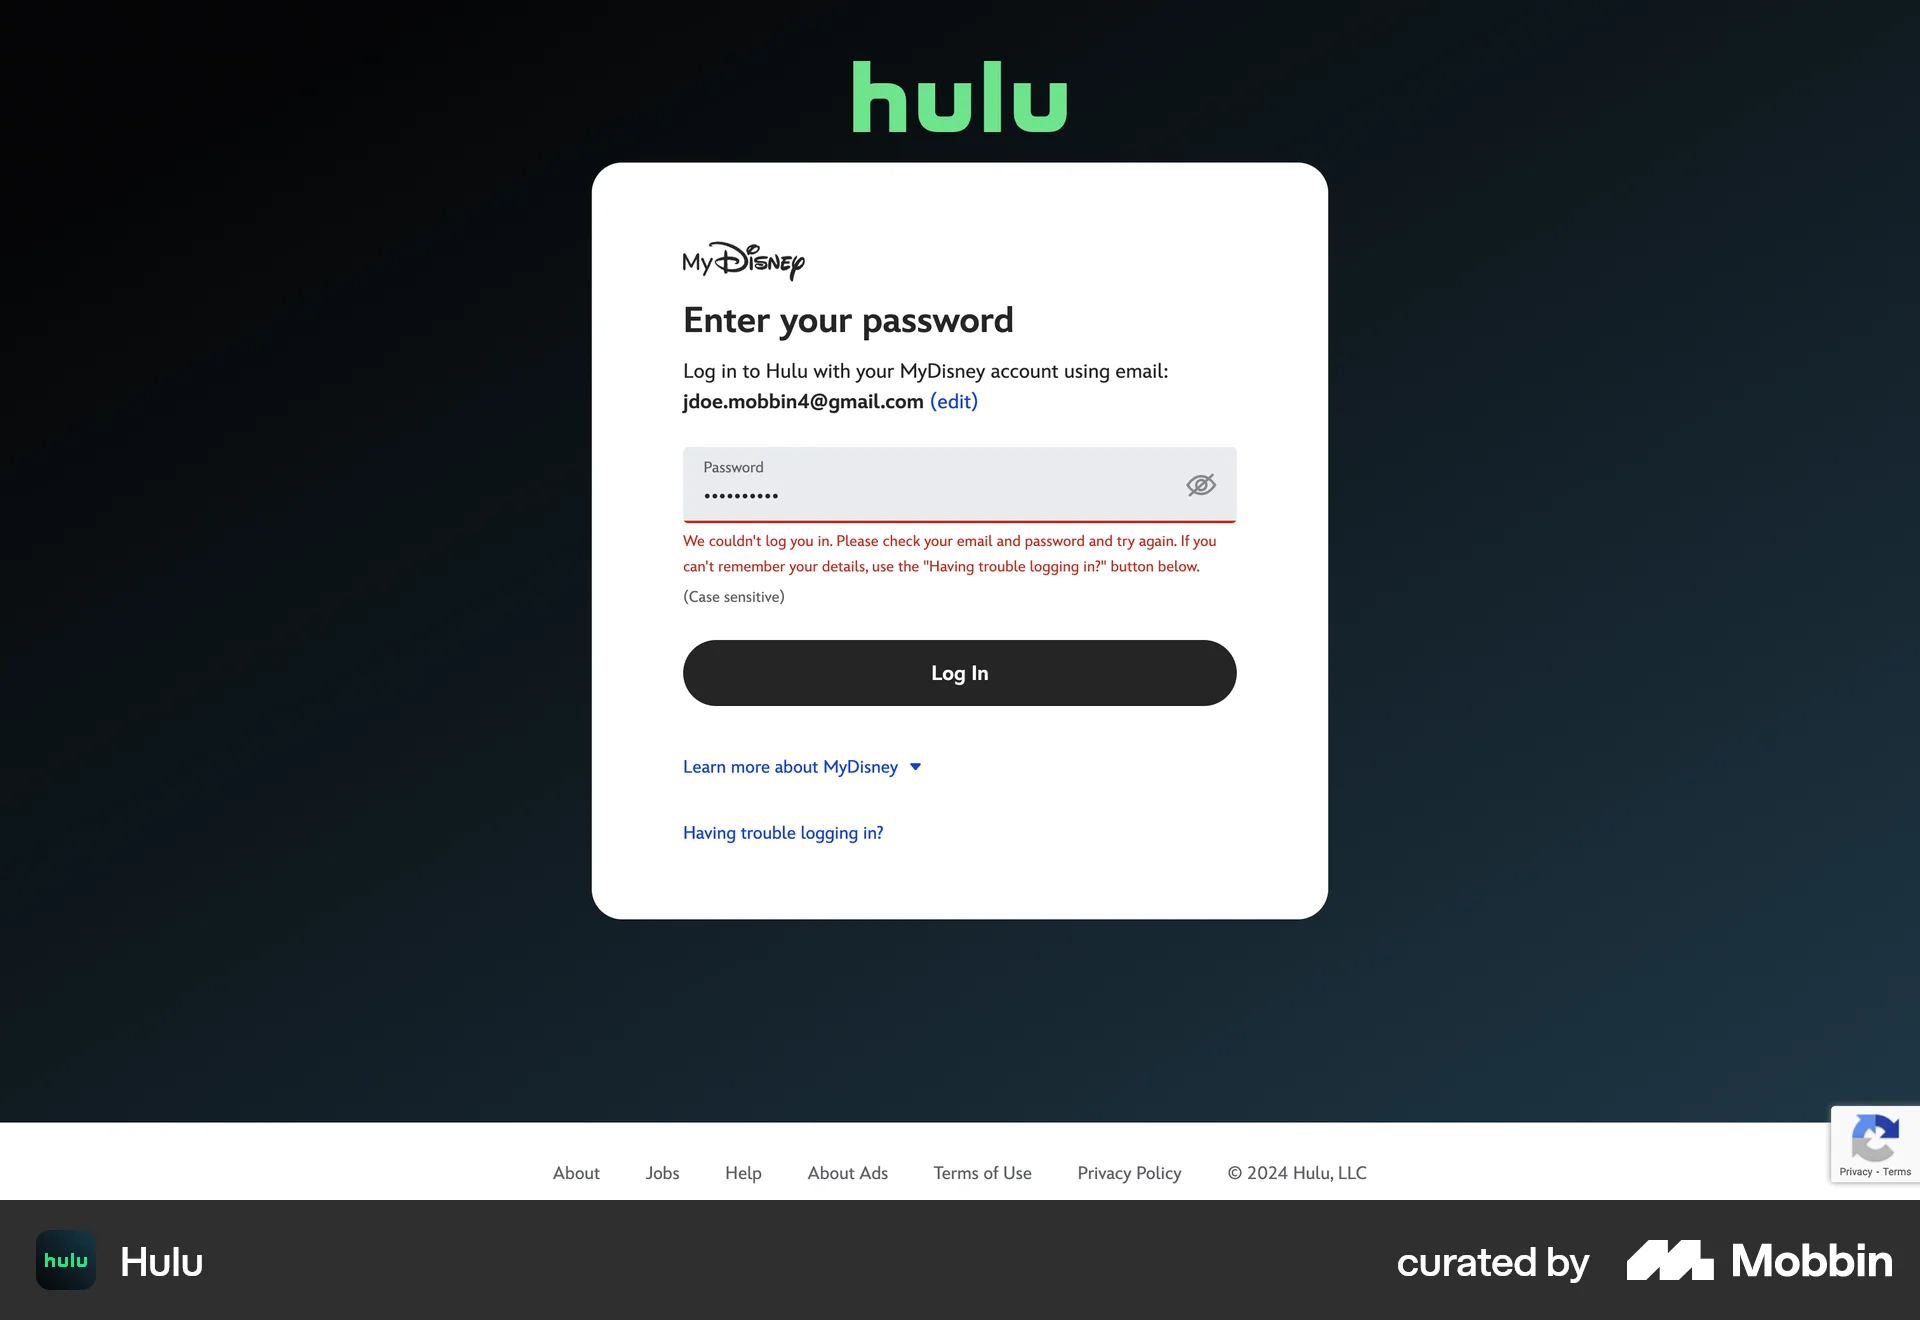 hulu
My Disney
Enter your password
Log in to Hulu with your MyDisney account using email:
jdoe.mobbin4@gmail.com (edit)
Password
••••••••••
We couldn't log you in. Please check your email and password and try again. If you
can't remember your details, use the "Having trouble logging in?" button below.
(Case sensitive)
Log In
Learn more about MyDisney
Having trouble logging in?
Privacy - Terms
About Jobs Help About Ads Terms of Use Privacy Policy © 2024 Hulu, LLC
hulu Hulu curated by Mobbin